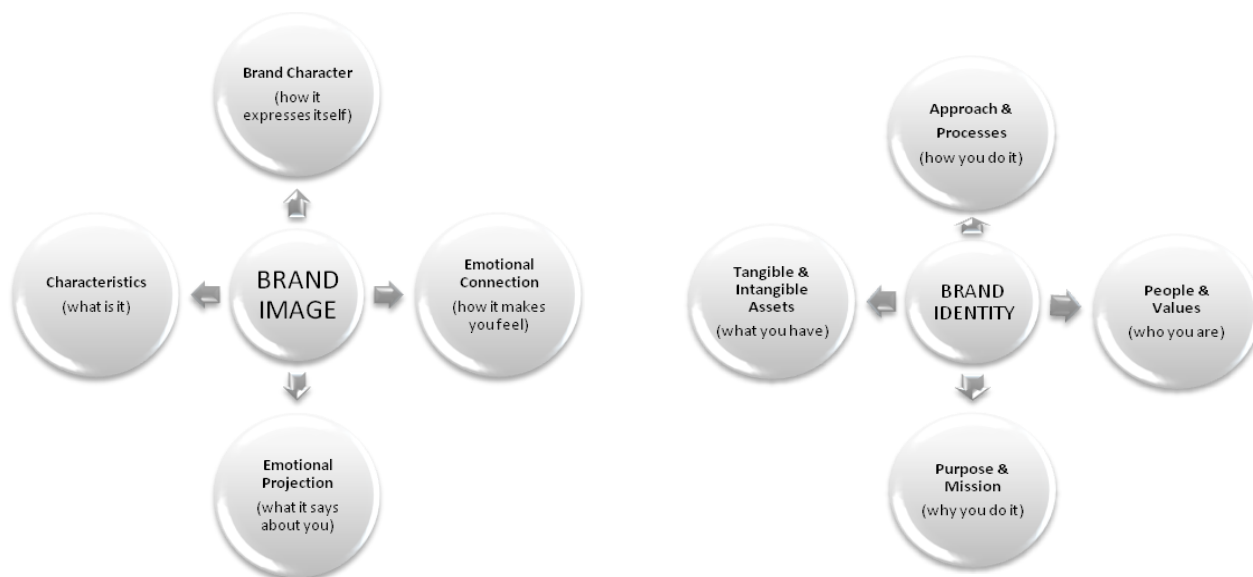 Brand Character
(how it
expresses itself)
Characteristics
(what is it)
BRAND
IMAGE
Emotional
Connection
(how it makes
you feel)
Emotional
Projection
(what it says
about you)
Approach &
Processes
(how you do it)
Tangible &
Intangible
Assets
(what you have)
BRAND
IDENTITY
People &
Values
(who you are)
Purpose &
Mission
(why you do it)